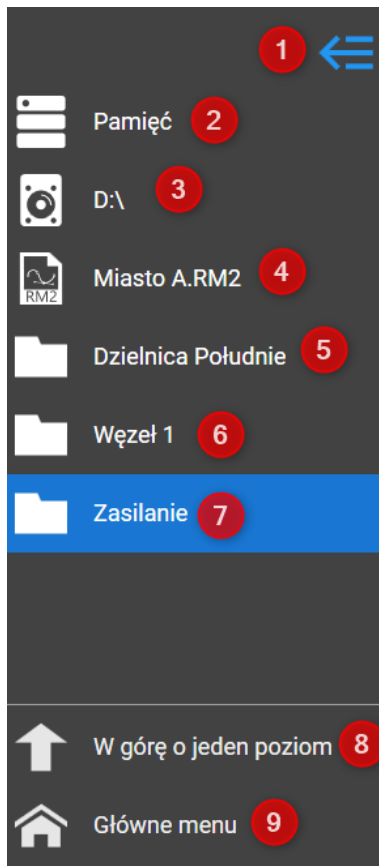 1
Pamięć 2
D:\ 3
RM2 Miasto A.RM2 4
Dzielnica Południe 5
Węzeł 1 6
Zasilanie 7
W górę o jeden poziom 8
Główne menu 9